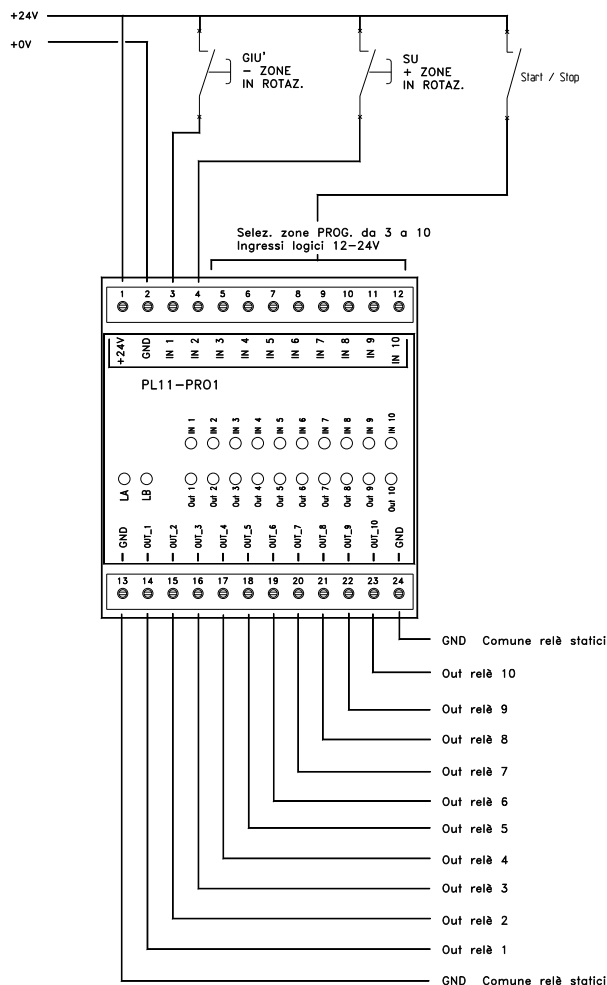 +24V
+0V
GIU'
- ZONE
IN ROTAZ.
SU
+ ZONE
IN ROTAZ.
Start / Stop
Selez. zone PROG. da 3 a 10
Ingressi logici 12-24V
1 2 3 4 5 6 7 8 9 10 11 12
+24V GND IN 1 IN 2 IN 3 IN 4 IN 5 IN 6 IN 7 IN 8 IN 9 IN 10
PL11-PRO1
IN 1 IN 2 IN 3 IN 4 IN 5 IN 6 IN 7 IN 8 IN 9 IN 10
LA LB Out 1 Out 2 Out 3 Out 4 Out 5 Out 6 Out 7 Out 8 Out 9 Out 10
- GND - OUT_1 - OUT_2 - OUT_3 - OUT_4 - OUT_5 - OUT_6 - OUT_7 - OUT_8 - OUT_9 - OUT_10 - GND
13 14 15 16 17 18 19 20 21 22 23 24
GND Comune relè statici
Out relè 10
Out relè 9
Out relè 8
Out relè 7
Out relè 6
Out relè 5
Out relè 4
Out relè 3
Out relè 2
Out relè 1
GND Comune relè statici